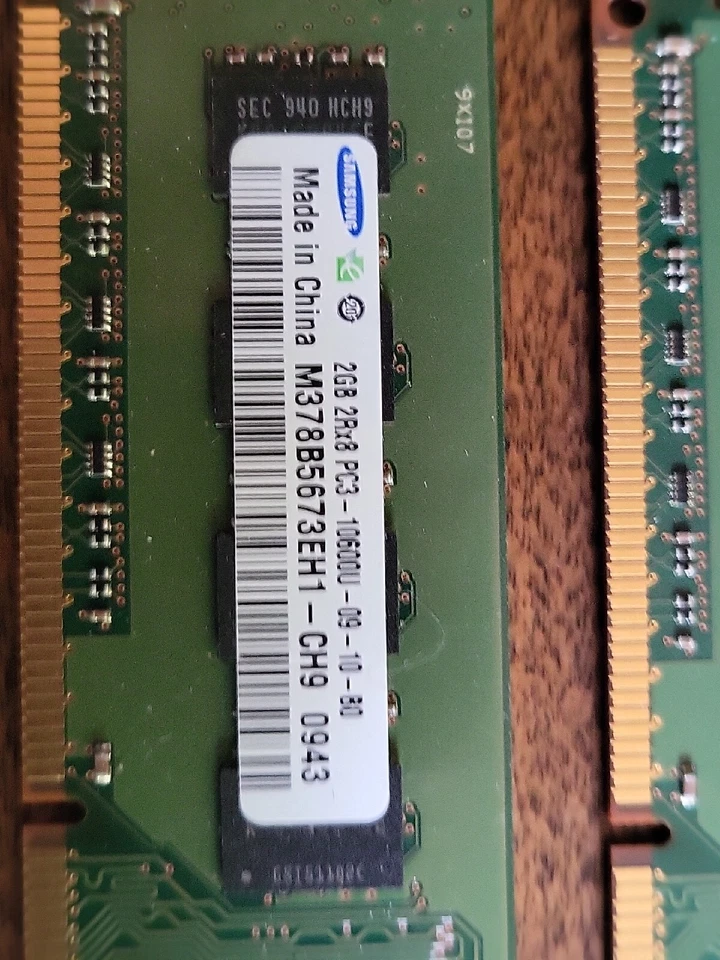 SEC 940 HCH9
9X107
SAMSUNG
2GB 2Rx8 PC3-10600U-09-10-B0
Made in China M378B5673EH1-CH9 0943